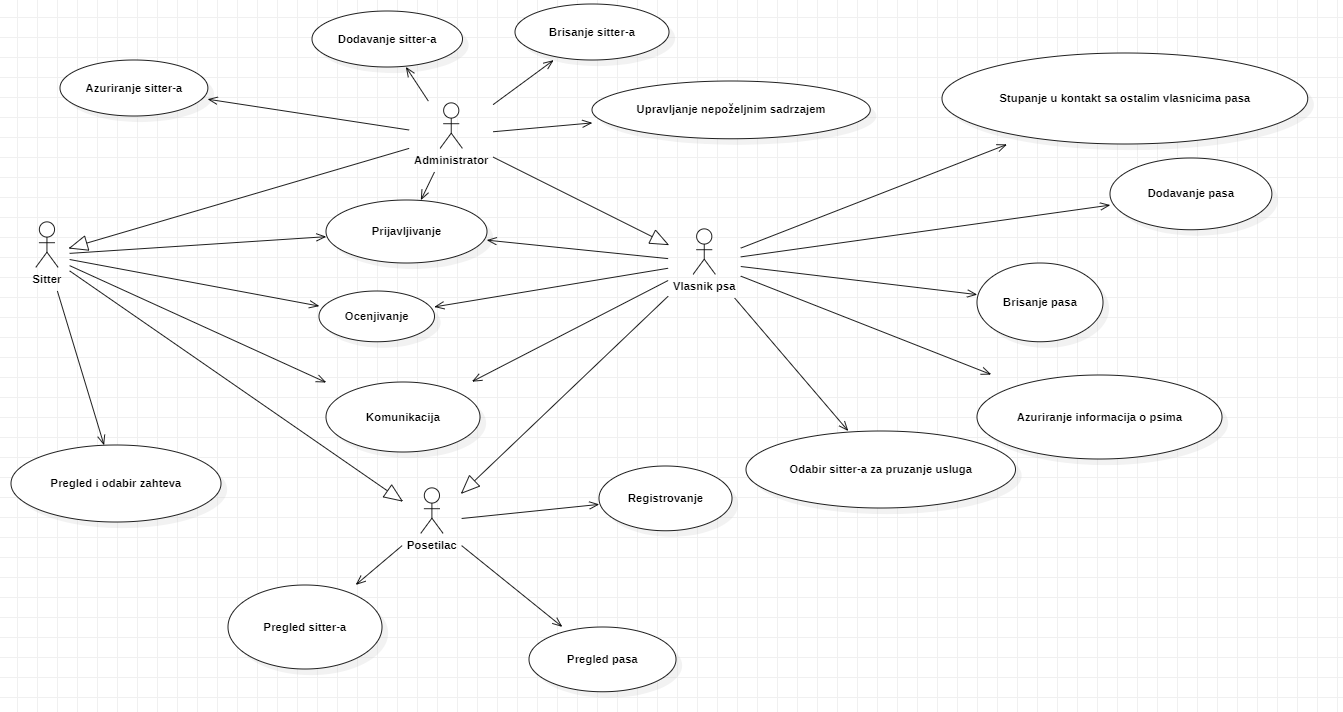 Dodavanje sitter-a
Brisanje sitter-a
Azuriranje sitter-a
Upravljanje nepoželjnim sadrzajem
Stupanje u kontakt sa ostalim vlasnicima pasa
Administrator
Dodavanje pasa
Prijavljivanje
Sitter
Vlasnik psa
Brisanje pasa
Ocenjivanje
Komunikacija
Azuriranje informacija o psima
Odabir sitter-a za pruzanje usluga
Pregled i odabir zahteva
Registrovanje
Posetilac
Pregled sitter-a
Pregled pasa